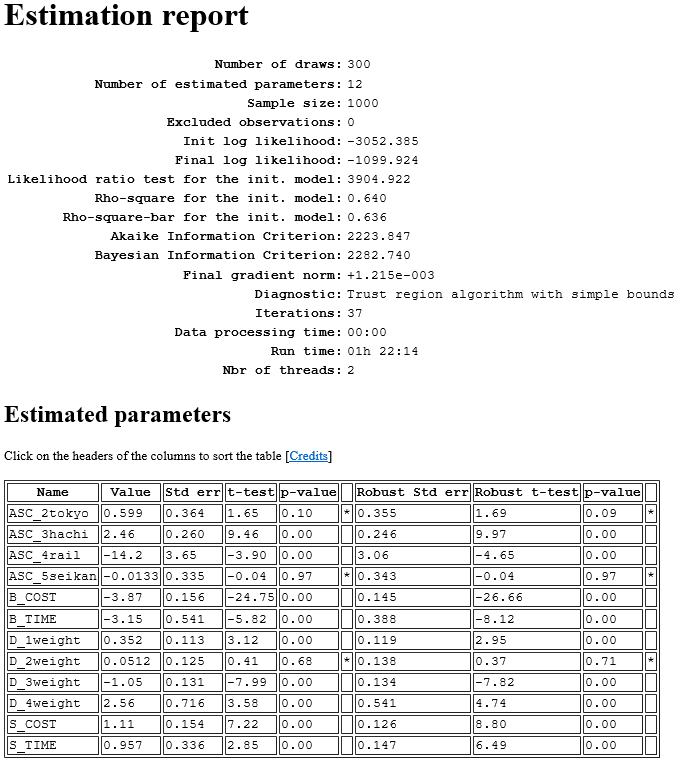 Estimation report
Number of draws: 300
Number of estimated parameters: 12
Sample size: 1000
Excluded observations: 0
Init log likelihood: -3052.385
Final log likelihood: -1099.924
Likelihood ratio test for the init. model: 3904.922
Rho-square for the init. model: 0.640
Rho-square-bar for the init. model: 0.636
Akaike Information Criterion: 2223.847
Bayesian Information Criterion: 2282.740
Final gradient norm: +1.215e-003
Diagnostic: Trust region algorithm with simple bounds
Iterations: 37
Data processing time: 00:00
Run time: 01h 22:14
Nbr of threads: 2
Estimated parameters
Click on the headers of the columns to sort the table [Credits]
Name Value Std err t-test p-value Robust Std err Robust t-test p-value
ASC_2tokyo 0.599 0.364 1.65 0.10 * 0.355 1.69 0.09 *
ASC_3hachi 2.46 0.260 9.46 0.00 0.246 9.97 0.00
ASC_4rail -14.2 3.65 -3.90 0.00 3.06 -4.65 0.00
ASC_5seikan -0.0133 0.335 -0.04 0.97 * 0.343 -0.04 0.97 *
B_COST -3.87 0.156 -24.75 0.00 0.145 -26.66 0.00
B_TIME -3.15 0.541 -5.82 0.00 0.388 -8.12 0.00
D_1weight 0.352 0.113 3.12 0.00 0.119 2.95 0.00
D_2weight 0.0512 0.125 0.41 0.68 * 0.138 0.37 0.71 *
D_3weight -1.05 0.131 -7.99 0.00 0.134 -7.82 0.00
D_4weight 2.56 0.716 3.58 0.00 0.541 4.74 0.00
S_COST 1.11 0.154 7.22 0.00 0.126 8.80 0.00
S_TIME 0.957 0.336 2.85 0.00 0.147 6.49 0.00